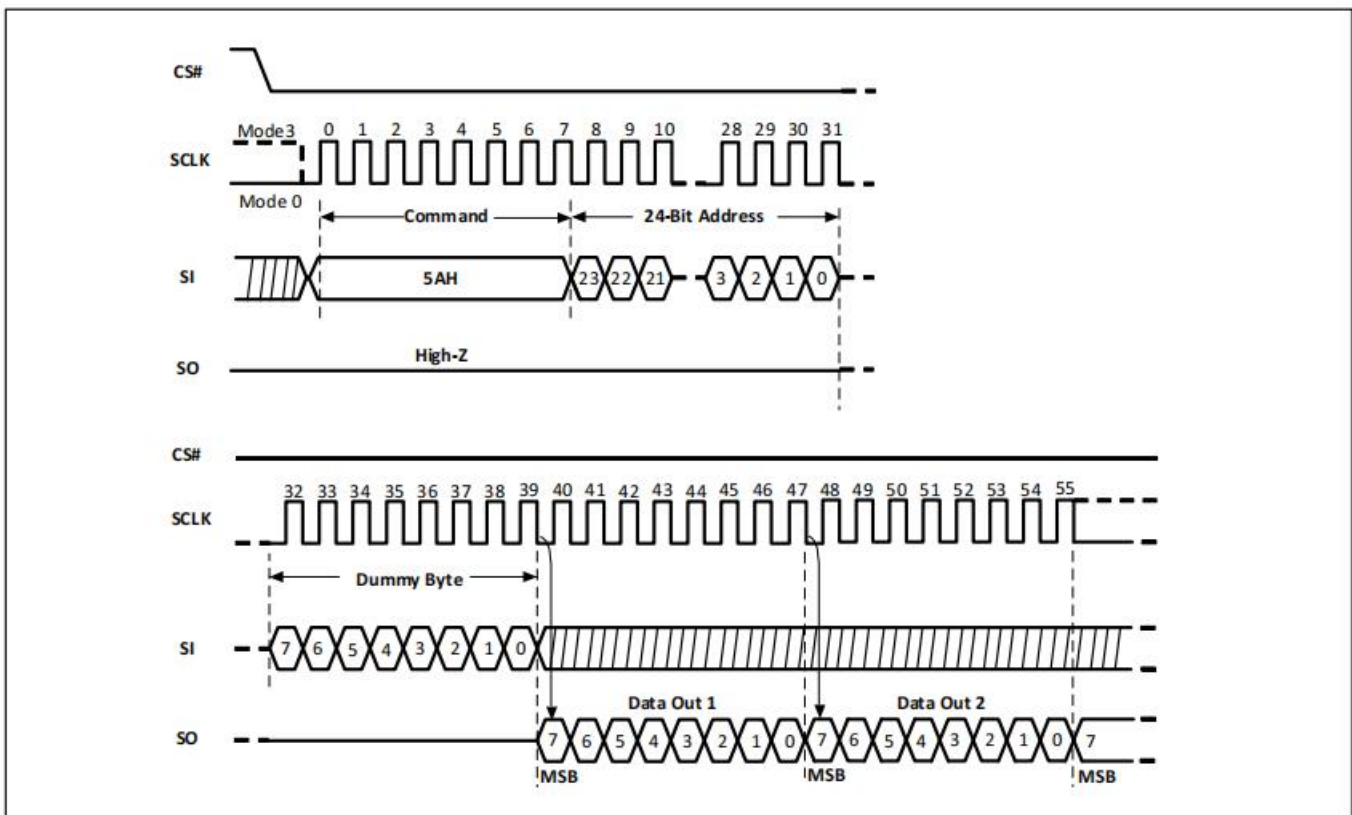 CS#
Mode3 0 1 2 3 4 5 6 7 8 9 10 28 29 30 31
SCLK
Mode 0
Command 24-Bit Address
SI 5AH 23 22 21 3 2 1 0
High-Z
SO
CS#
32 33 34 35 36 37 38 39 40 41 42 43 44 45 46 47 48 49 50 51 52 53 54 55
SCLK
Dummy Byte
SI 7 6 5 4 3 2 1 0
Data Out 1 Data Out 2
SO 7 6 5 4 3 2 1 0 7 6 5 4 3 2 1 0 7
MSB MSB MSB